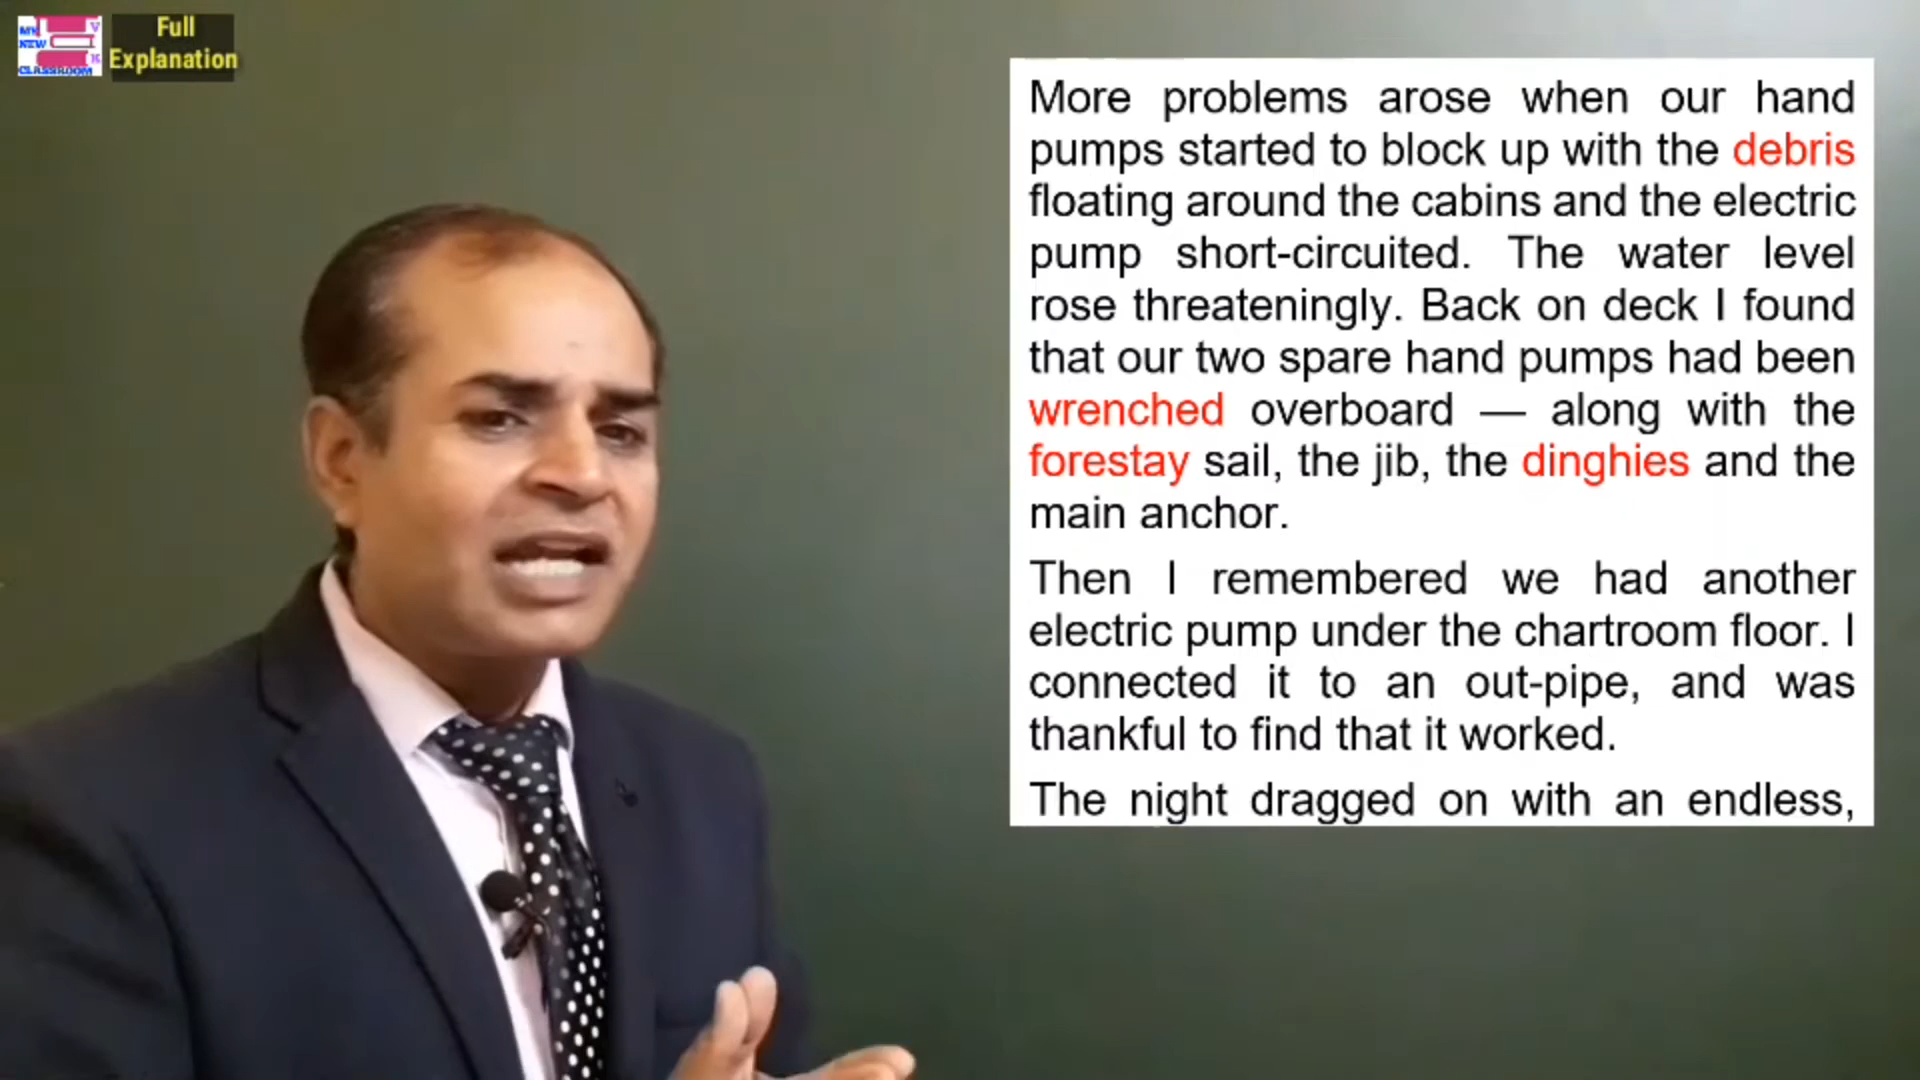 MY
NEW
CLASSROOM
V
K
Full
Explanation
More problems arose when our hand
pumps started to block up with the debris
floating around the cabins and the electric
pump short-circuited. The water level
rose threateningly. Back on deck I found
that our two spare hand pumps had been
wrenched overboard — along with the
forestay sail, the jib, the dinghies and the
main anchor.
Then I remembered we had another
electric pump under the chartroom floor. I
connected it to an out-pipe, and was
thankful to find that it worked.
The night dragged on with an endless,